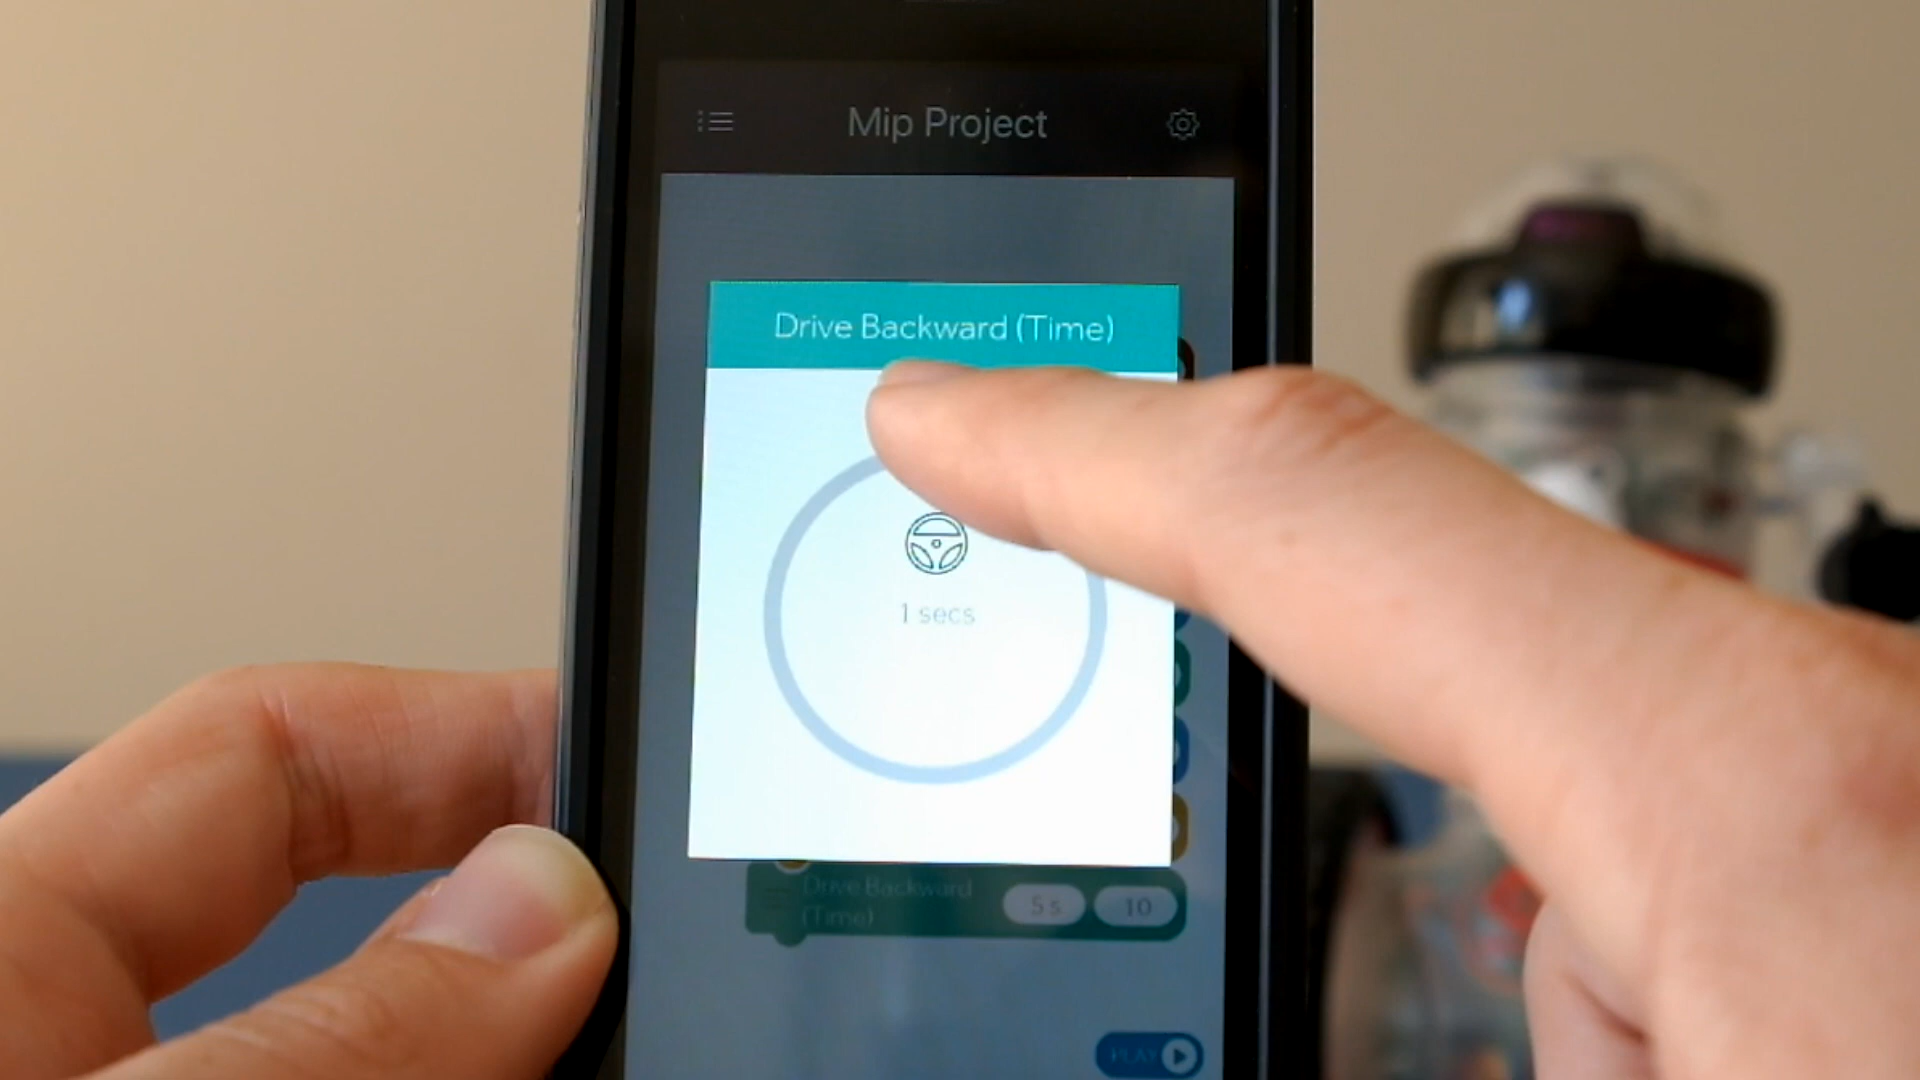 Mip Project
Drive Backward (Time)
1 secs
Drive Backward
(Time)
5 s
10
PLAY